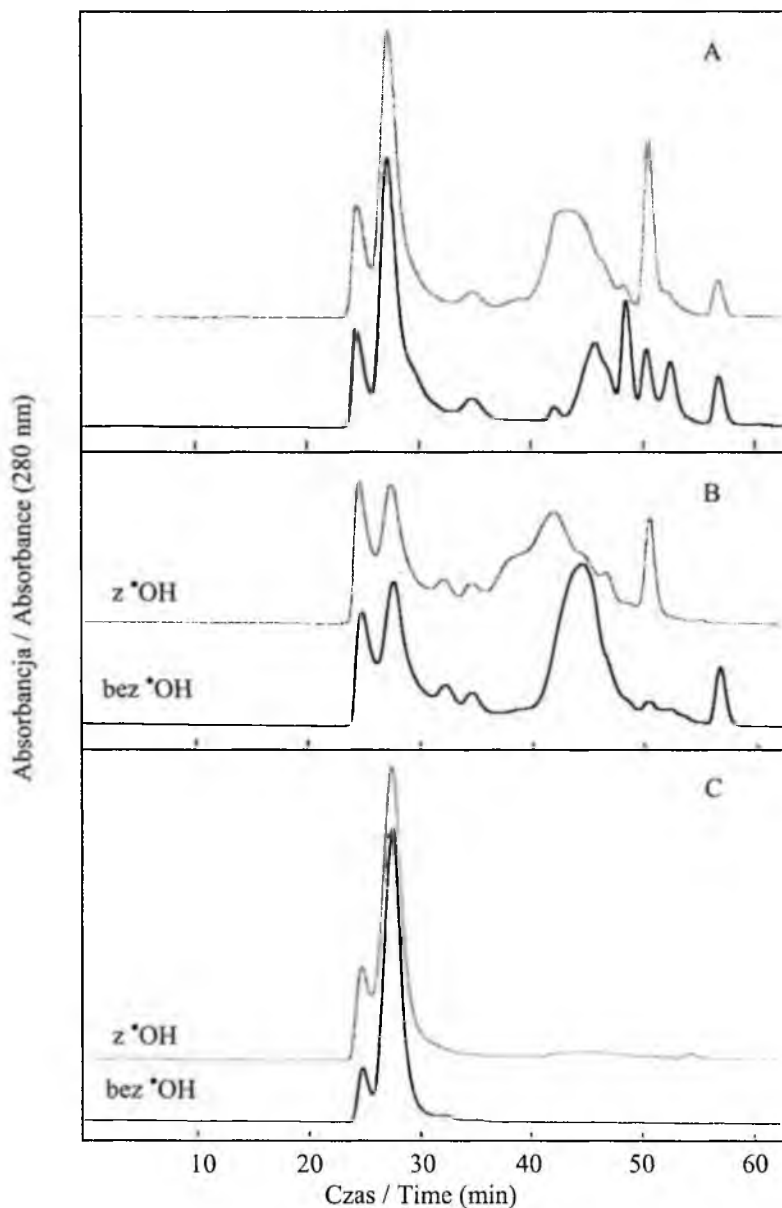 A
B
z •OH
bez •OH
C
z •OH
bez •OH
10 20 30 40 50 60
Czas / Time (min)
Absorbancja / Absorbance (280 nm)